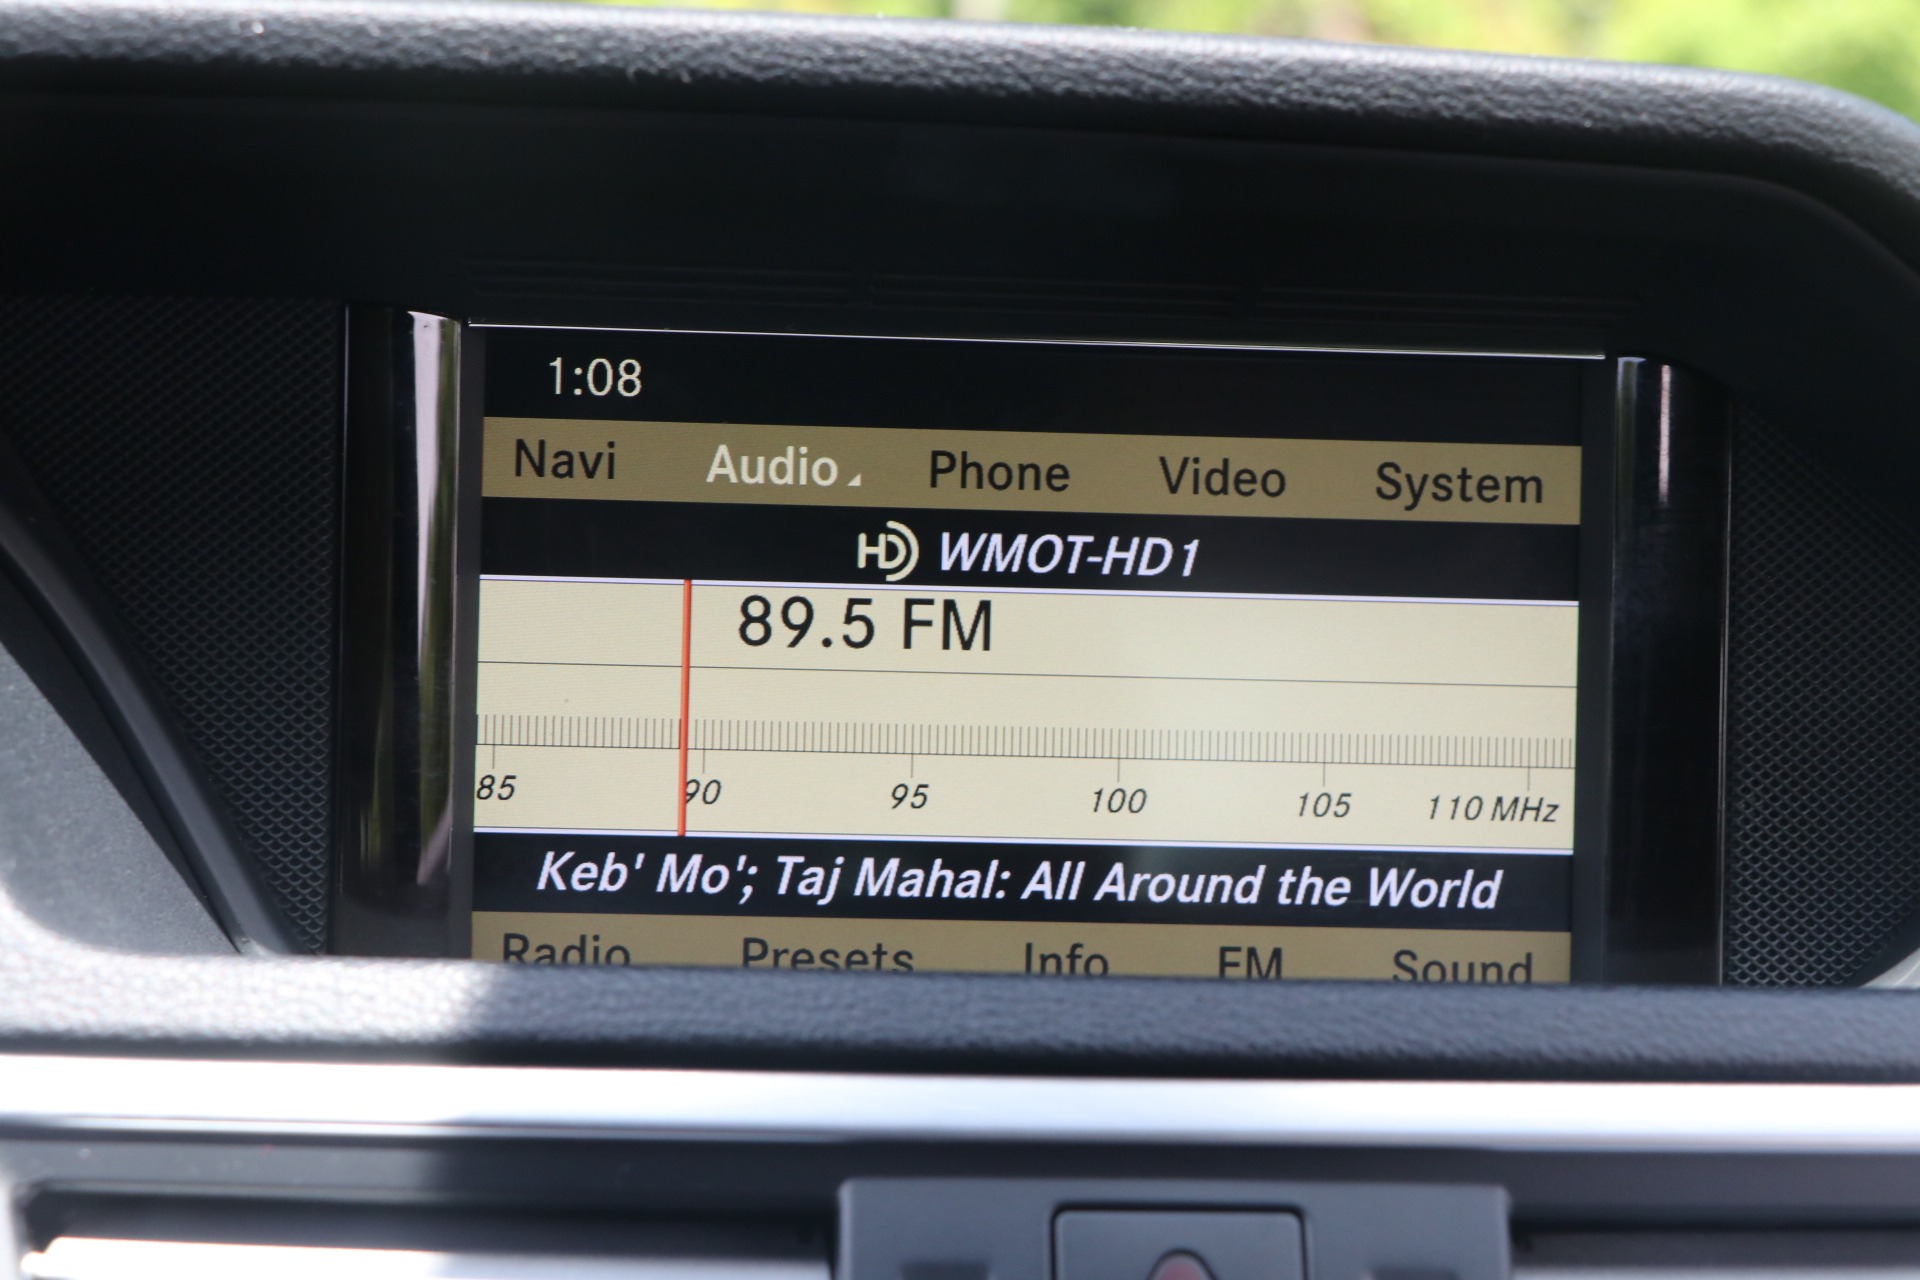 1:08
Navi Audio Phone Video System
HD WMOT-HD1
89.5 FM
85 90 95 100 105 110 MHz
Keb' Mo'; Taj Mahal: All Around the World
Radio Presets Info FM Sound